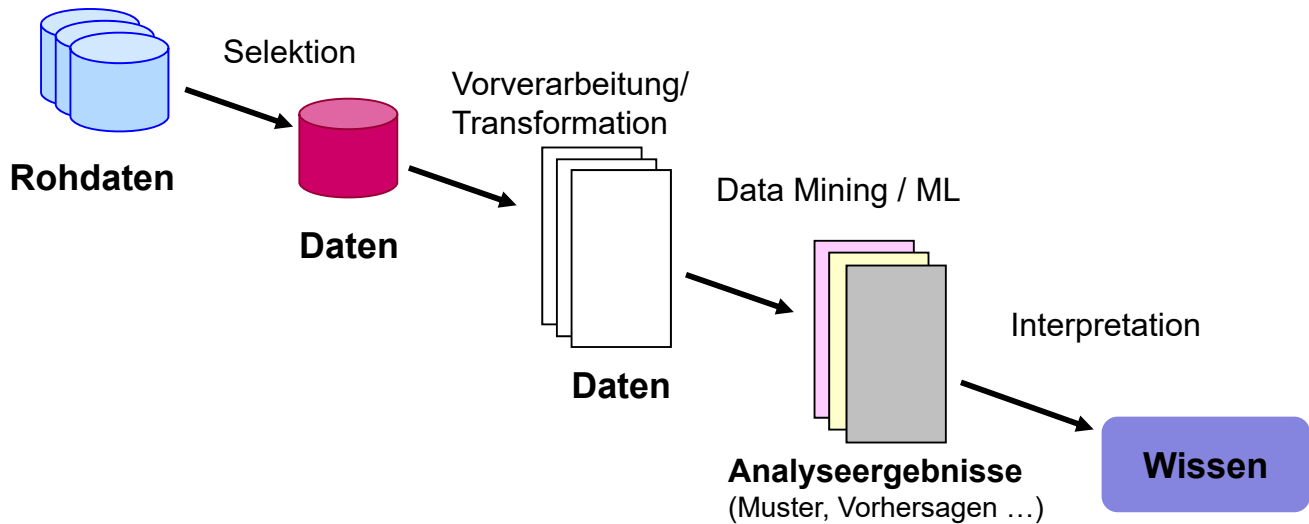 Selektion
Rohdaten
Vorverarbeitung/
Transformation
Daten
Data Mining / ML
Daten
Interpretation
Analyseergebnisse
(Muster, Vorhersagen …)
Wissen